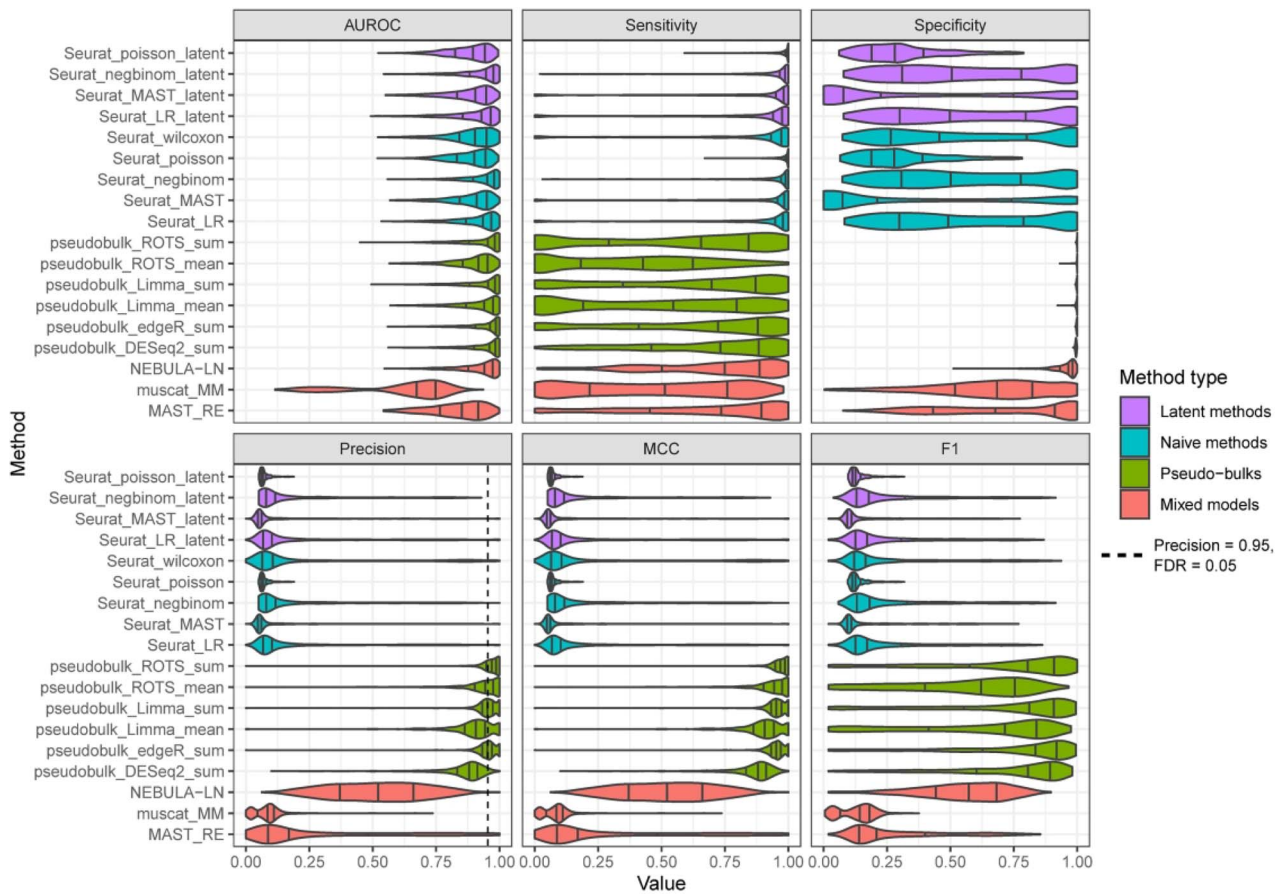 AUROC
Sensitivity
Specificity
Seurat_poisson_latent
Seurat_negbinom_latent
Seurat_MAST_latent
Seurat_LR_latent
Seurat_wilcoxon
Seurat_poisson
Seurat_negbinom
Seurat_MAST
Seurat_LR
pseudobulk_ROTS_sum
pseudobulk_ROTS_mean
pseudobulk_Limma_sum
pseudobulk_Limma_mean
pseudobulk_edgeR_sum
pseudobulk_DESeq2_sum
NEBULA−LN
muscat_MM
MAST_RE
Method
Precision
MCC
F1
Seurat_poisson_latent
Seurat_negbinom_latent
Seurat_MAST_latent
Seurat_LR_latent
Seurat_wilcoxon
Seurat_poisson
Seurat_negbinom
Seurat_MAST
Seurat_LR
pseudobulk_ROTS_sum
pseudobulk_ROTS_mean
pseudobulk_Limma_sum
pseudobulk_Limma_mean
pseudobulk_edgeR_sum
pseudobulk_DESeq2_sum
NEBULA−LN
muscat_MM
MAST_RE
0.00 0.25 0.50 0.75 1.00 0.00 0.25 0.50 0.75 1.00 0.00 0.25 0.50 0.75 1.00
Value
Method type
Latent methods
Naive methods
Pseudo-bulks
Mixed models
Precision = 0.95,
FDR = 0.05